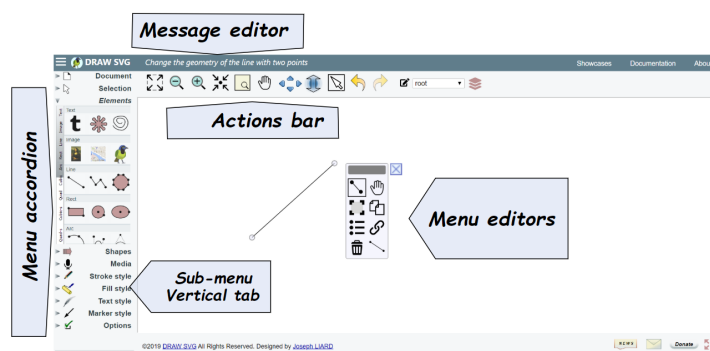 Message editor
DRAW SVG
Change the geometry of the line with two points
Showcases
Documentation
Abou
Document
Selection
Elements
root
Actions bar
Text
t
Image
Line
Rect
Arc
Menu accordion
Menu editors
Sub-menu
Vertical tab
Shapes
Media
Stroke style
Fill style
Text style
Marker style
Options
©2019 DRAW SVG All Rights Reserved. Designed by Joseph LIARD
NEWS
Donate